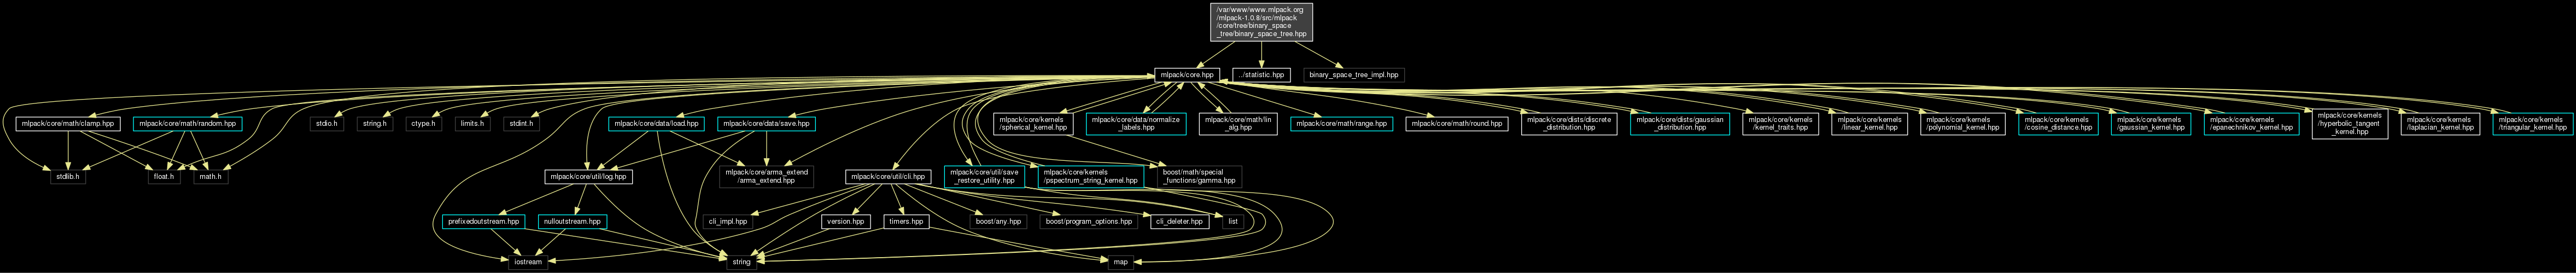 /var/www/www.mlpack.org
/mlpack-1.0.8/src/mlpack
/core/tree/binary_space
_tree/binary_space_tree.hpp
mlpack/core.hpp
../statistic.hpp
binary_space_tree_impl.hpp
mlpack/core/math/clamp.hpp
mlpack/core/math/random.hpp
stdio.h
string.h
ctype.h
limits.h
stdint.h
mlpack/core/data/load.hpp
mlpack/core/data/save.hpp
mlpack/core/kernels
/spherical_kernel.hpp
mlpack/core/data/normalize
_labels.hpp
mlpack/core/math/lin
_alg.hpp
mlpack/core/math/range.hpp
mlpack/core/math/round.hpp
mlpack/core/dists/discrete
_distribution.hpp
mlpack/core/dists/gaussian
_distribution.hpp
mlpack/core/kernels
/kernel_traits.hpp
mlpack/core/kernels
/linear_kernel.hpp
mlpack/core/kernels
/polynomial_kernel.hpp
mlpack/core/kernels
/cosine_distance.hpp
mlpack/core/kernels
/gaussian_kernel.hpp
mlpack/core/kernels
/epanechnikov_kernel.hpp
mlpack/core/kernels
/hyperbolic_tangent
_kernel.hpp
mlpack/core/kernels
/laplacian_kernel.hpp
mlpack/core/kernels
/triangular_kernel.hpp
stdlib.h
float.h
math.h
mlpack/core/util/log.hpp
mlpack/core/arma_extend
/arma_extend.hpp
mlpack/core/util/cli.hpp
mlpack/core/util/save
_restore_utility.hpp
mlpack/core/kernels
/pspectrum_string_kernel.hpp
boost/math/special
_functions/gamma.hpp
prefixedoutstream.hpp
nulloutstream.hpp
cli_impl.hpp
version.hpp
timers.hpp
boost/any.hpp
boost/program_options.hpp
cli_deleter.hpp
list
iostream
string
map